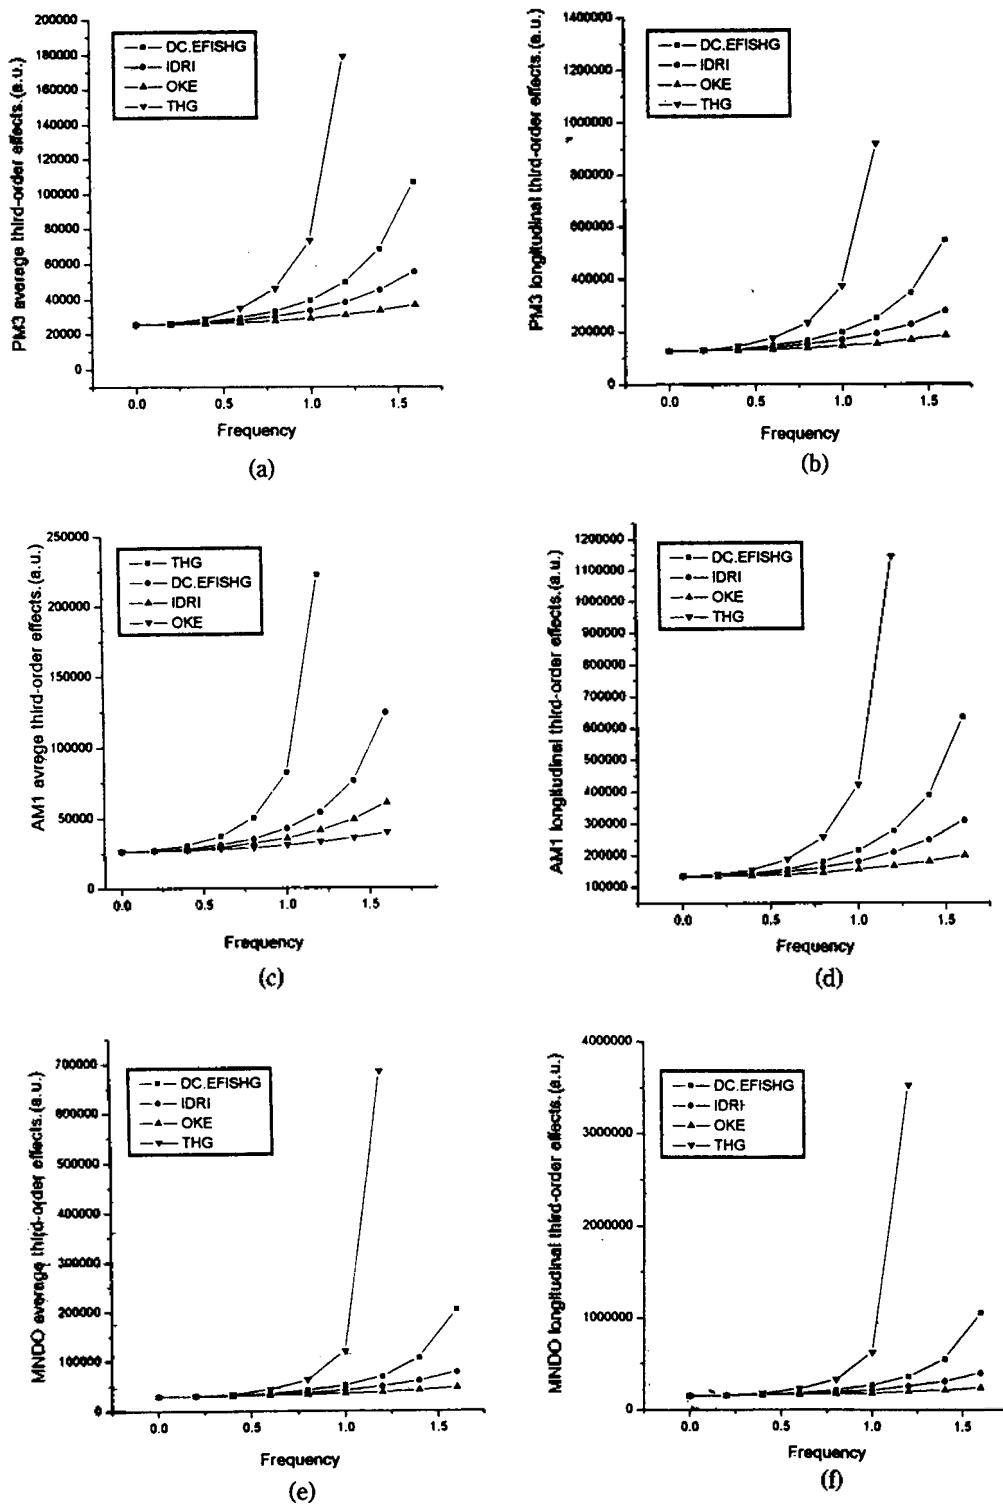 PM3 average third-order effects.(a.u.)
200000
180000
160000
140000
120000
100000
80000
60000
40000
20000
0
DC.EFISHG
IDRI
OKE
THG
0.0 0.5 1.0 1.5
Frequency
(a)
PM3 longitudinal third-order effects.(a.u.)
1400000
1200000
1000000
800000
600000
400000
200000
0
DC.EFISHG
IDRI
OKE
THG
0.0 0.5 1.0 1.5
Frequency
(b)
AM1 avrege third-order effects.(a.u.)
250000
200000
150000
100000
50000
0
THG
DC.EFISHG
IDRI
OKE
0.0 0.5 1.0 1.5
Frequency
(c)
AM1 longitudinal third-order effects.(a.u.)
1200000
1100000
1000000
900000
800000
700000
600000
500000
400000
300000
200000
100000
DC.EFISHG
IDRI
OKE
THG
0.0 0.5 1.0 1.5
Frequency
(d)
MNDO average third-order effects.(a.u.)
700000
600000
500000
400000
300000
200000
100000
0
DC.EFISHG
IDRI
OKE
THG
0.0 0.5 1.0 1.5
Frequency
(e)
MNDO longitudinal third-order effects.(a.u.)
4000000
3000000
2000000
1000000
0
DC.EFISHG
IDRI
OKE
THG
0.0 0.5 1.0 1.5
Frequency
(f)